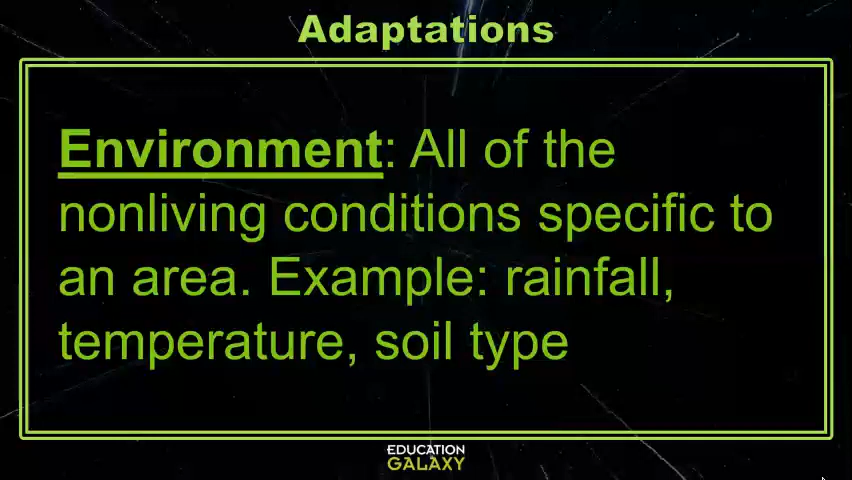 Adaptations
Environment: All of the
nonliving conditions specific to
an area. Example: rainfall,
temperature, soil type
EDUCATION
GALAXY